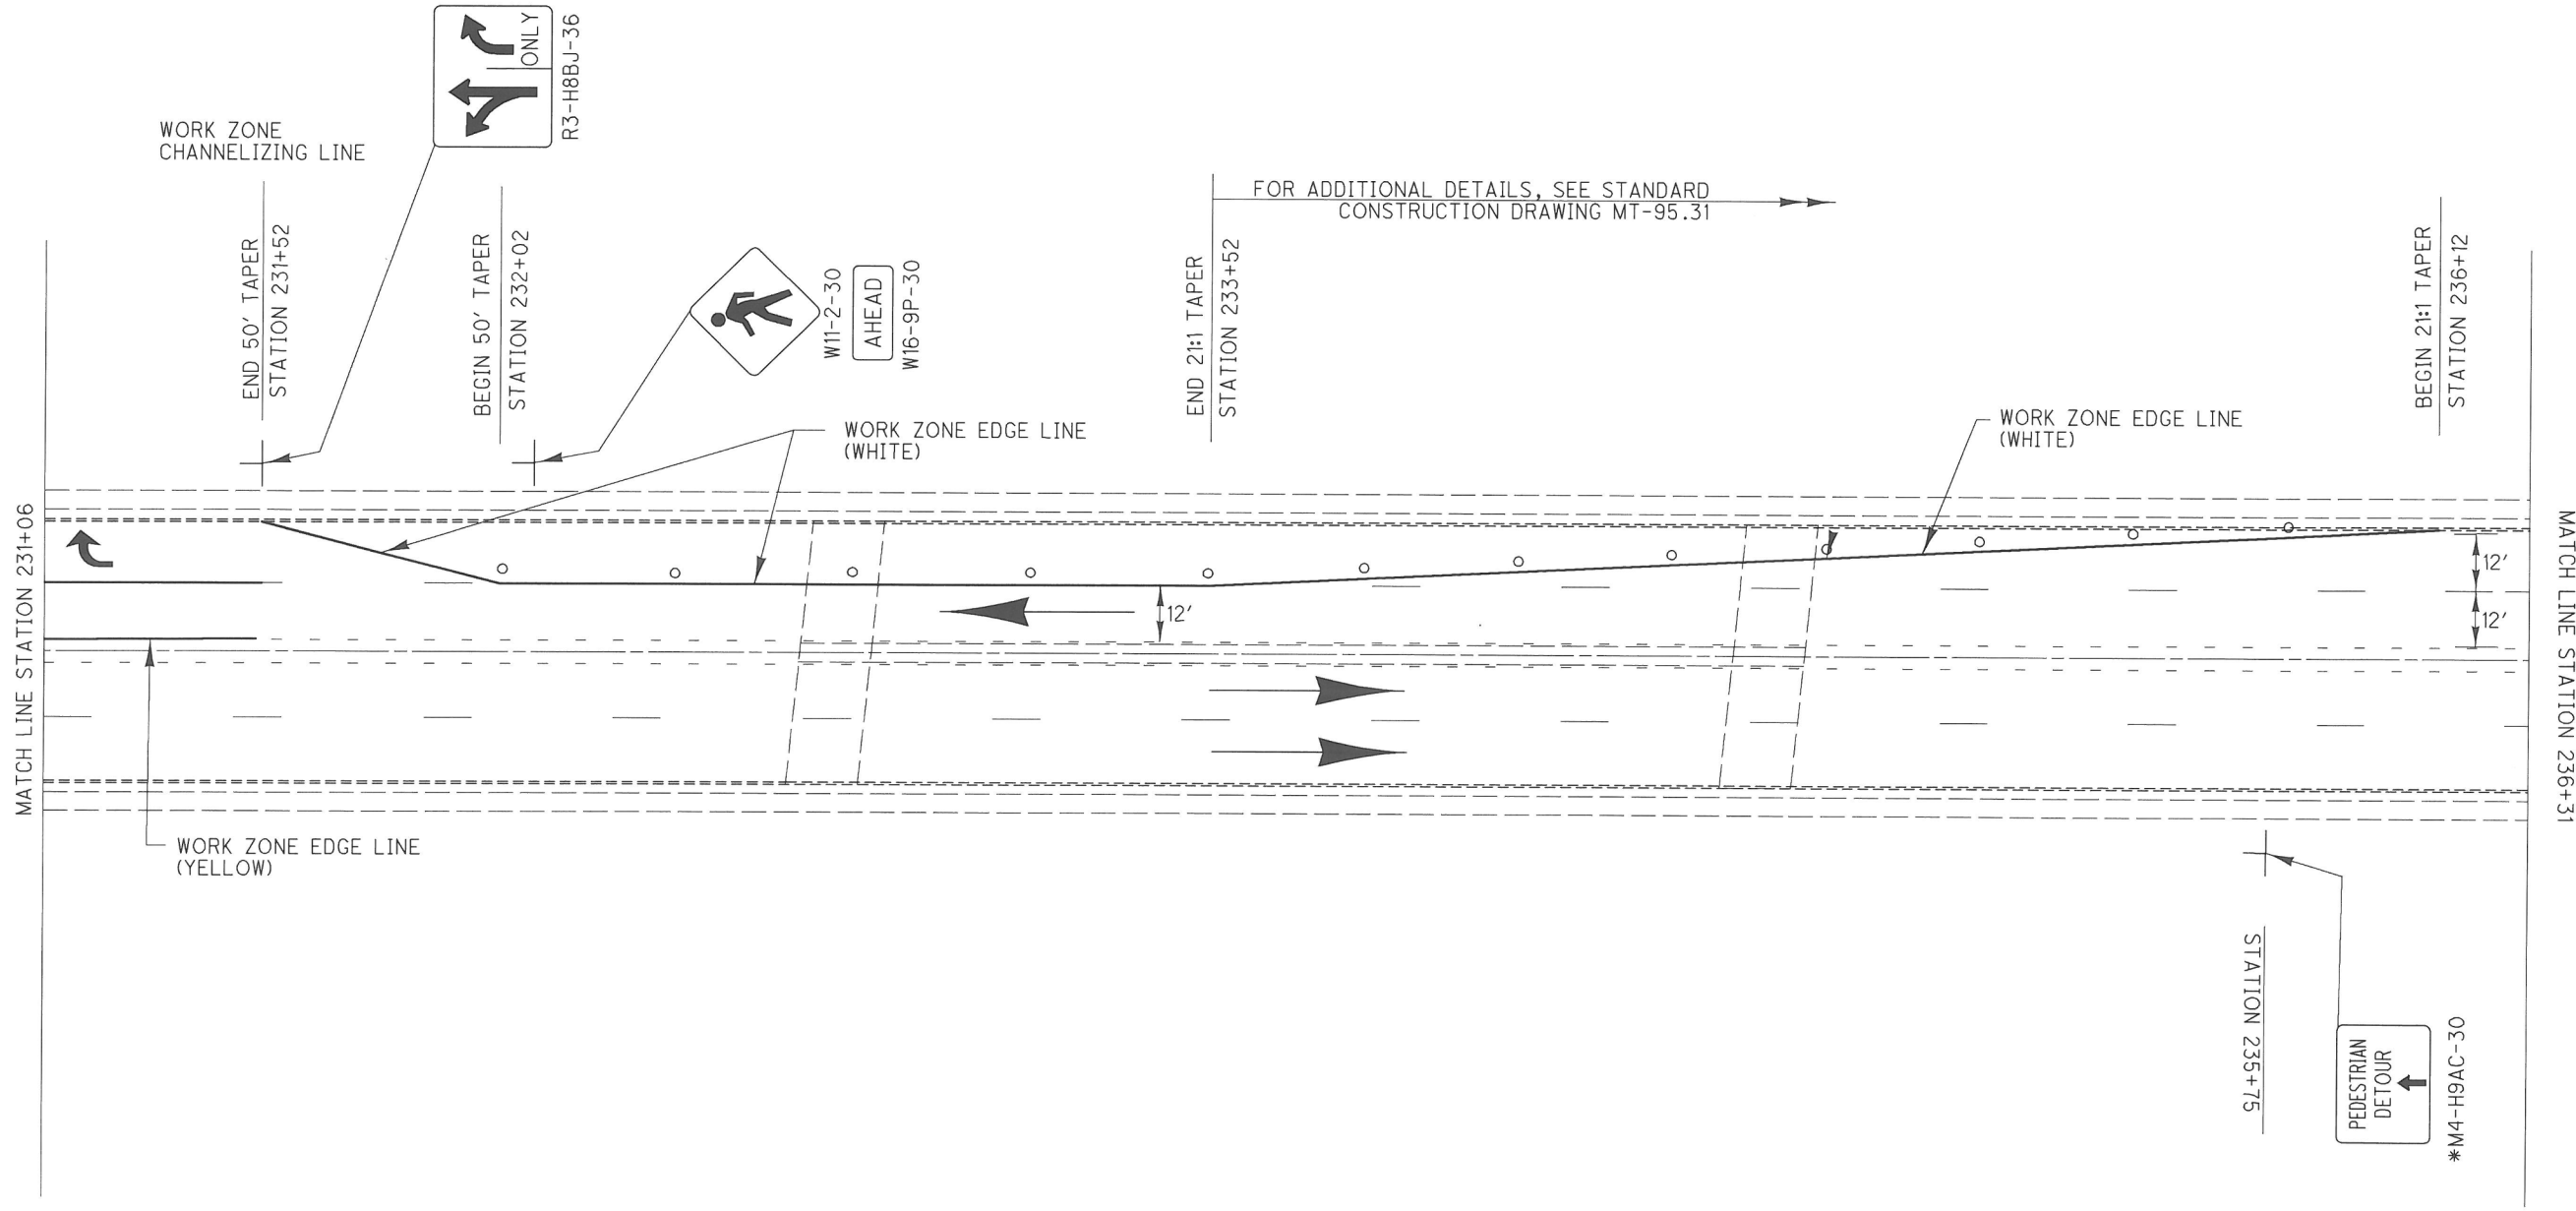 ONLY
R3-H8BJ-36
WORK ZONE
CHANNELIZING LINE
END 50' TAPER
STATION 231+52
BEGIN 50' TAPER
STATION 232+02
W11-2-30
AHEAD
W16-9P-30
FOR ADDITIONAL DETAILS, SEE STANDARD
CONSTRUCTION DRAWING MT-95.31
END 21:1 TAPER
STATION 233+52
BEGIN 21:1 TAPER
STATION 236+12
WORK ZONE EDGE LINE
(WHITE)
WORK ZONE EDGE LINE
(WHITE)
MATCH LINE STATION 231+06
12'
12'
12'
MATCH LINE STATION 236+31
WORK ZONE EDGE LINE
(YELLOW)
STATION 235+75
PEDESTRIAN
DETOUR
*M4-H9AC-30